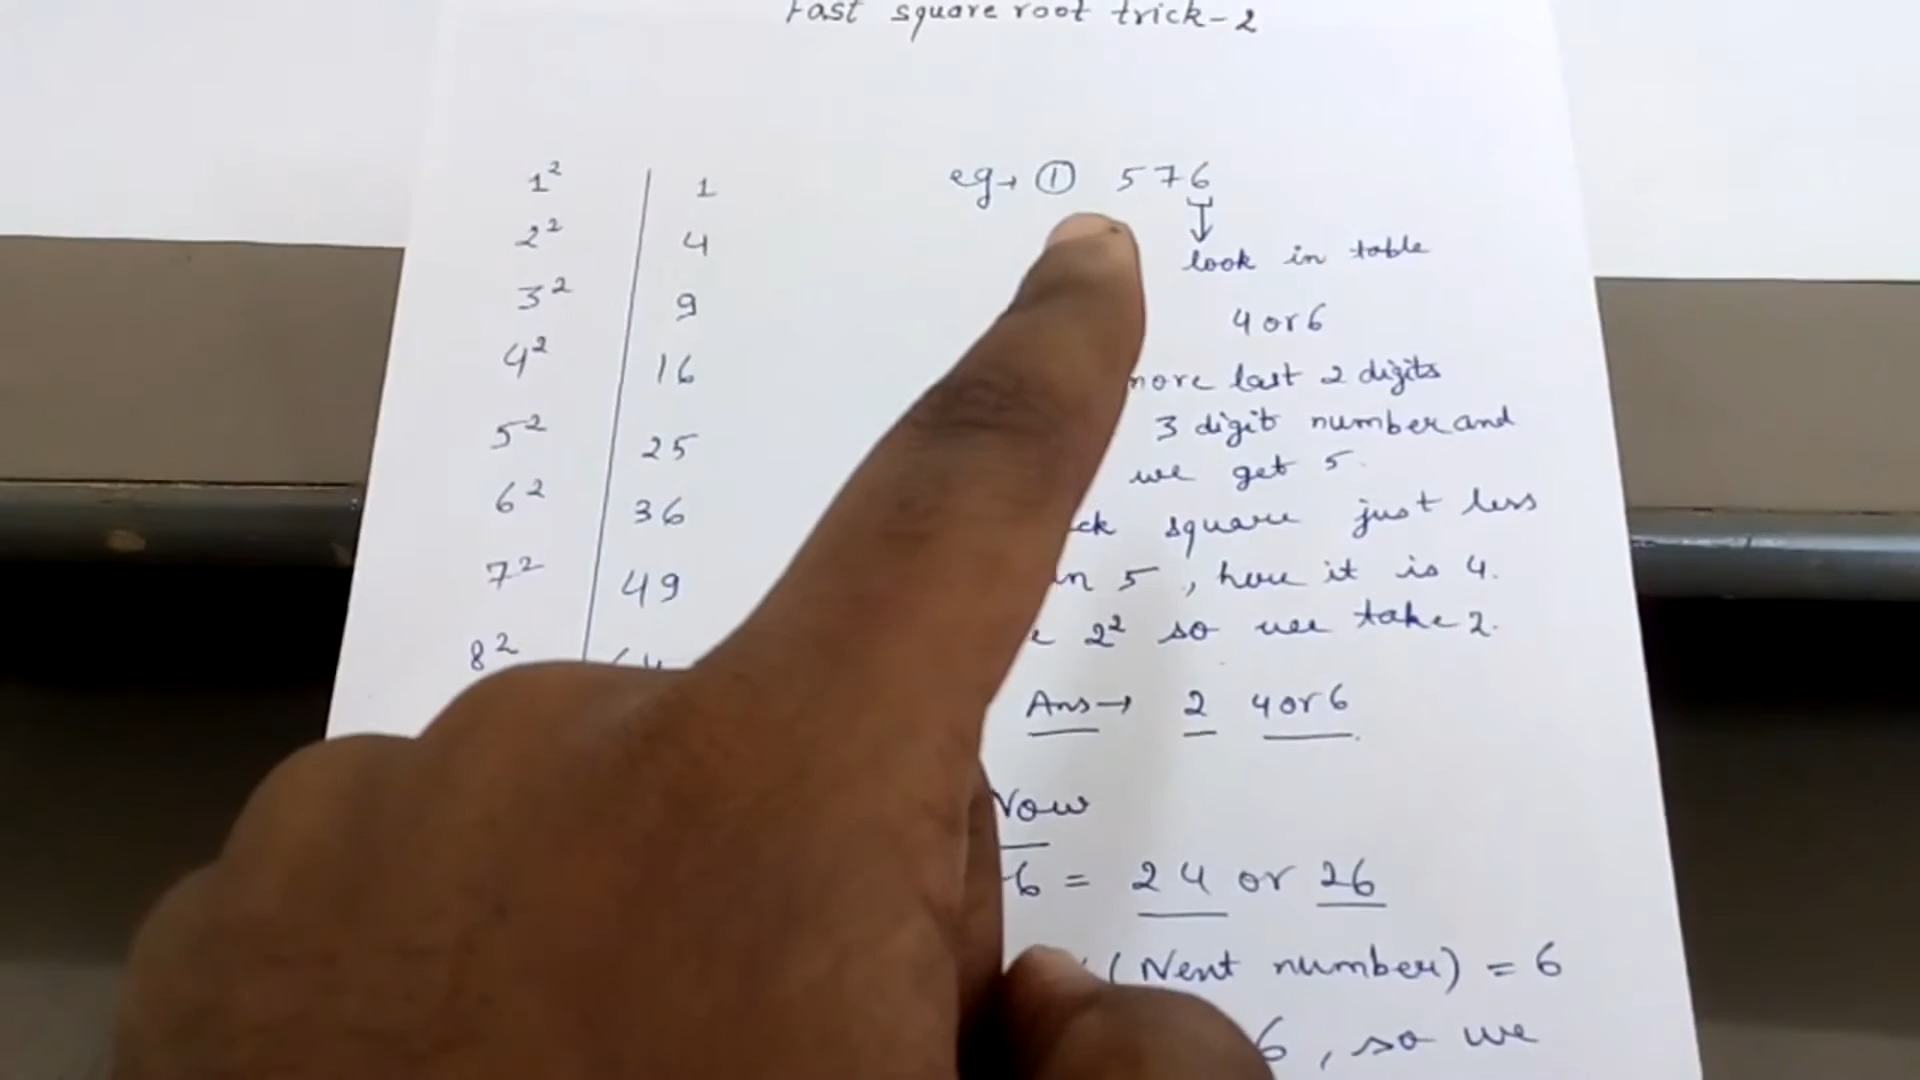 Fast square root trick-2
1² 1
2² 4
3² 9
4² 16
5² 25
6² 36
7² 49
8²
eg→ ① 576
look in table
4 or 6
last 2 digits
3 digit number and
we get 5.
square just less
5, here it is 4.
2² so we take 2.
Ans→ 2 4 or 6
Now
6 = 24 or 26
(Next number) = 6
6, so we